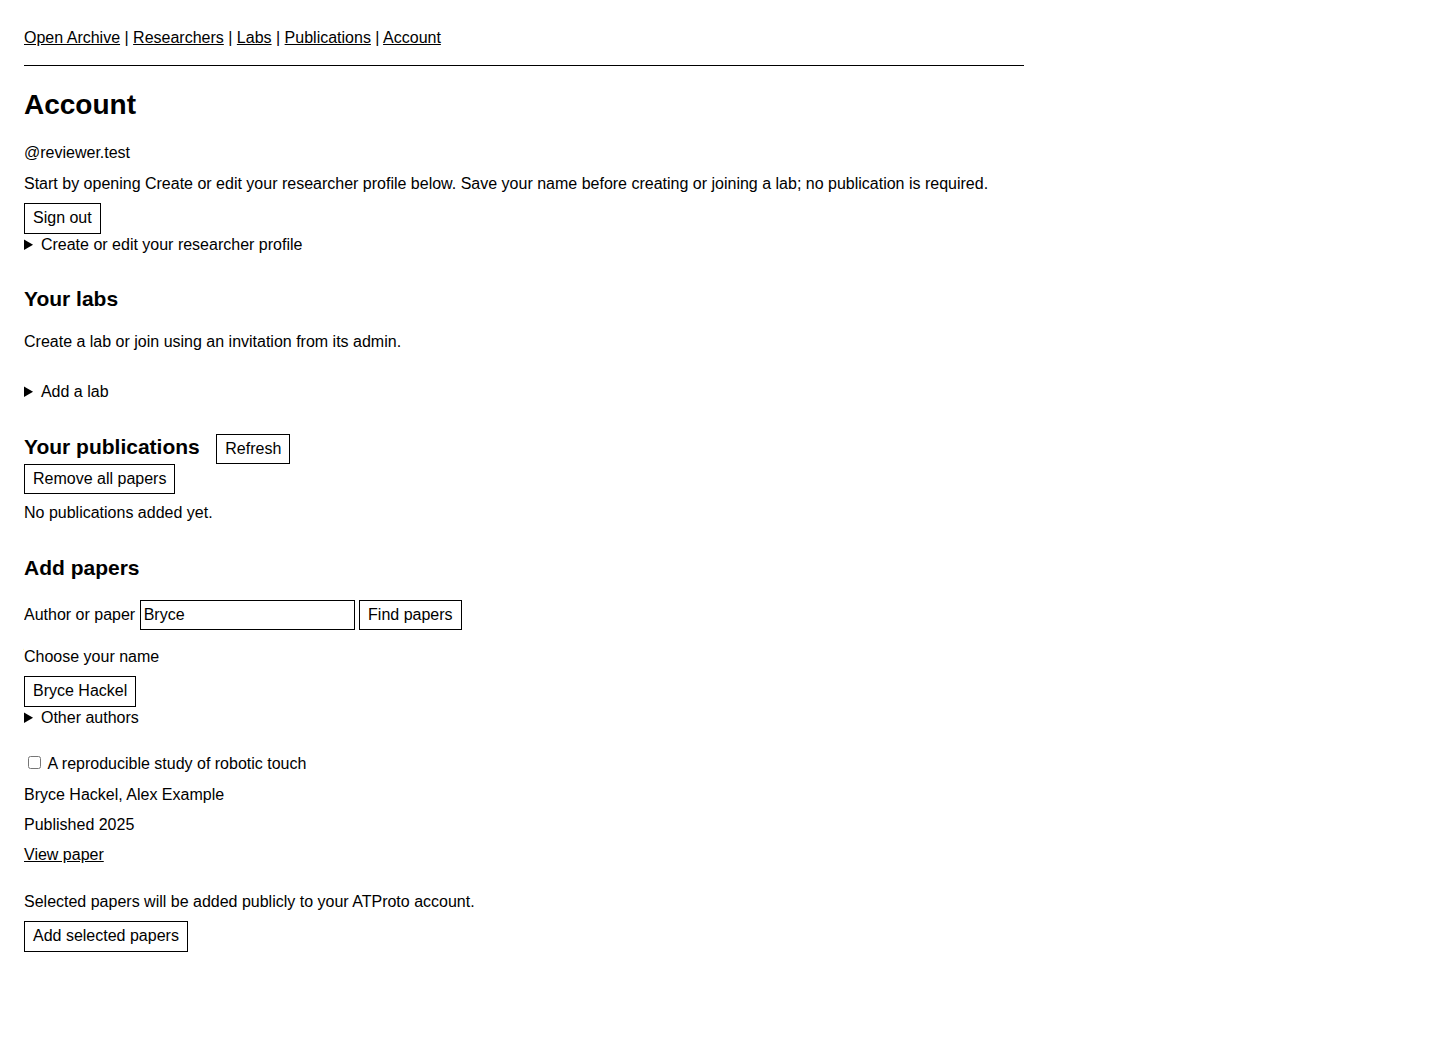 Open Archive | Researchers | Labs | Publications | Account
Account
@reviewer.test
Start by opening Create or edit your researcher profile below. Save your name before creating or joining a lab; no publication is required.
Sign out
Create or edit your researcher profile
Your labs
Create a lab or join using an invitation from its admin.
Add a lab
Your publications Refresh
Remove all papers
No publications added yet.
Add papers
Author or paper Bryce Find papers
Choose your name
Bryce Hackel
Other authors
A reproducible study of robotic touch
Bryce Hackel, Alex Example
Published 2025
View paper
Selected papers will be added publicly to your ATProto account.
Add selected papers